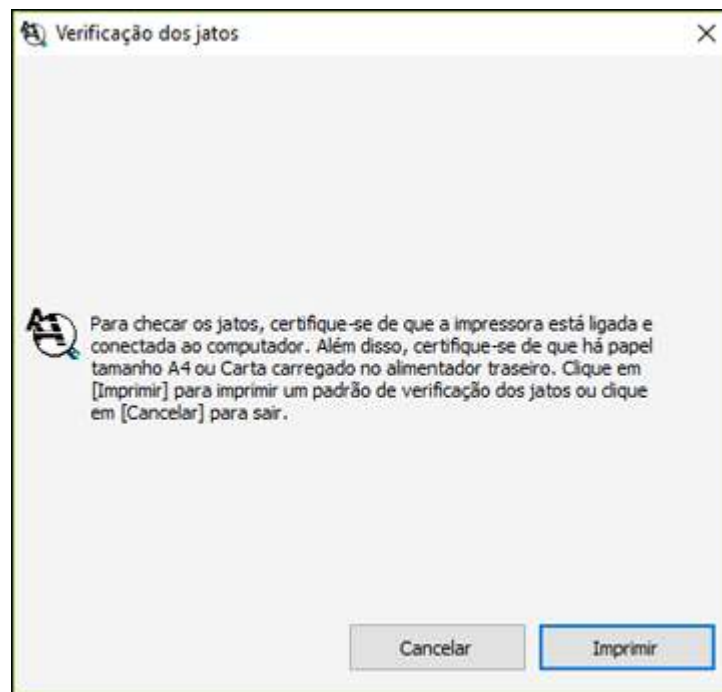 Verificação dos jatos
Para checar os jatos, certifique-se de que a impressora está ligada e
conectada ao computador. Além disso, certifique-se de que há papel
tamanho A4 ou Carta carregado no alimentador traseiro. Clique em
[Imprimir] para imprimir um padrão de verificação dos jatos ou clique
em [Cancelar] para sair.
Cancelar
Imprimir